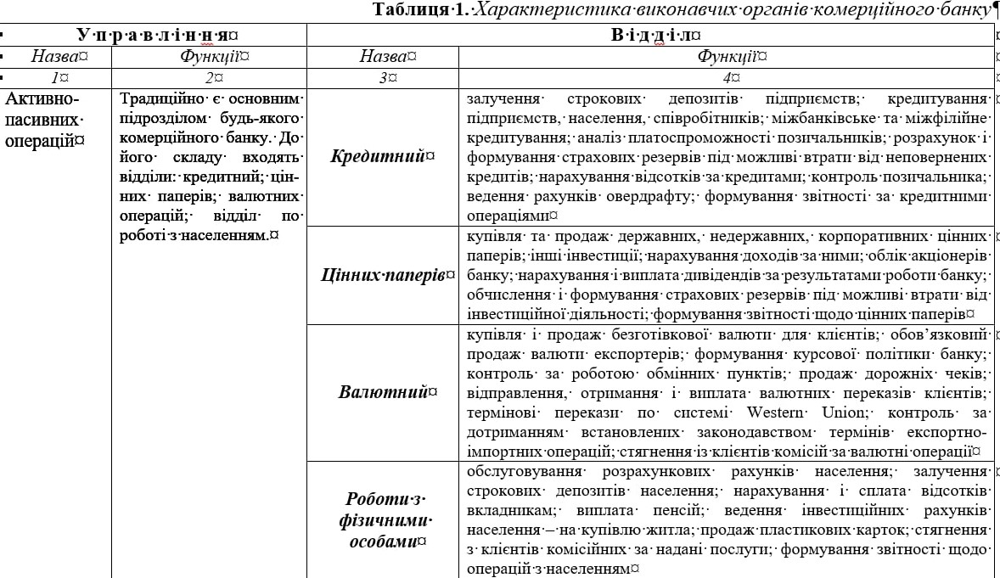 Таблиця 1. Характеристика виконавчих органів комерційного банку¶
Управління¤ Відділ¤
Назва¤ Функції¤ Назва¤ Функції¤
1¤ 2¤ 3¤ 4¤
Активно-
пасивних
операцій¤
Традиційно є основним
підрозділом будь-якого
комерційного банку. До
його складу входять
відділи: кредитний; цін-
них паперів; валютних
операцій; відділ по
роботі з населенням.¤
Кредитний¤
залучення строкових депозитів підприємств; кредитування
підприємств, населення, співробітників; міжбанківське та міжфілійне
кредитування; аналіз платоспроможності позичальників; розрахунок і
формування страхових резервів під можливі втрати від неповернених
кредитів; нарахування відсотків за кредитами; контроль позичальника;
ведення рахунків овердрафту; формування звітності за кредитними
операціями¤
Цінних паперів¤
купівля та продаж державних, недержавних, корпоративних цінних
паперів; інші інвестиції; нарахування доходів за ними; облік акціонерів
банку; нарахування і виплата дивідендів за результатами роботи банку;
обчислення і формування страхових резервів під можливі втрати від
інвестиційної діяльності; формування звітності щодо цінних паперів¤
Валютний¤
купівля і продаж безготівкової валюти для клієнтів; обов’язковий
продаж валюти експортерів; формування курсової політики банку;
контроль за роботою обмінних пунктів; продаж дорожніх чеків;
відправлення, отримання і виплата валютних переказів клієнтів;
термінові перекази по системі Western Union; контроль за
дотриманням встановлених законодавством термінів експортно-
імпортних операцій; стягнення із клієнтів комісій за валютні операції¤
Роботи з
фізичними
особами¤
обслуговування розрахункових рахунків населення; залучення
строкових депозитів населення; нарахування і сплата відсотків
вкладникам; виплата пенсій; ведення інвестиційних рахунків
населення – на купівлю житла; продаж пластикових карток; стягнення
з клієнтів комісійних за надані послуги; формування звітності щодо
операцій з населенням¤